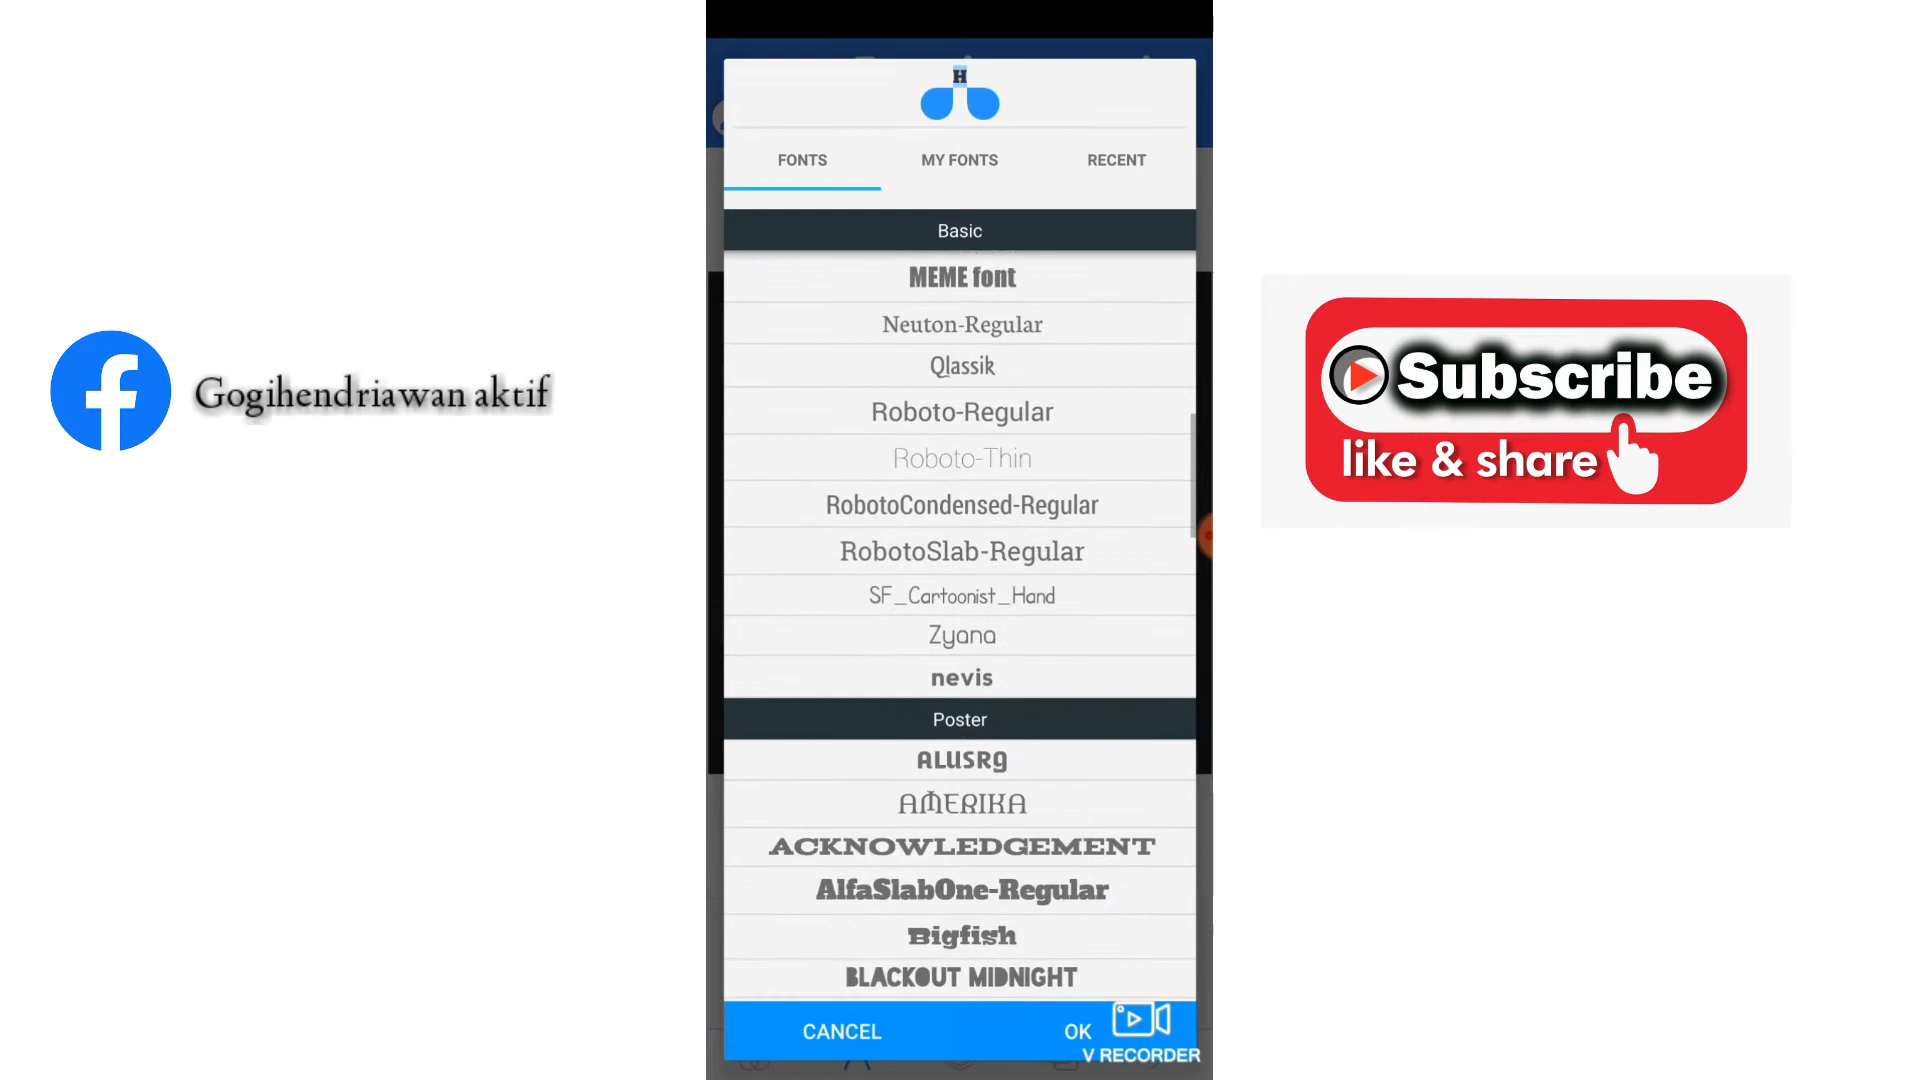 H
FONTS
MY FONTS
RECENT
Basic
MEME font
Neuton-Regular
Qlassik
Roboto-Regular
Roboto-Thin
RobotoCondensed-Regular
RobotoSlab-Regular
SF_Cartoonist_Hand
Zyana
nevis
Poster
ALUSRg
AMERIKA
ACKNOWLEDGEMENT
AlfaSlabOne-Regular
Bigfish
BLACKOUT MIDNIGHT
CANCEL
OK
V RECORDER
Gogihendriawan aktif
Subscribe
like & share